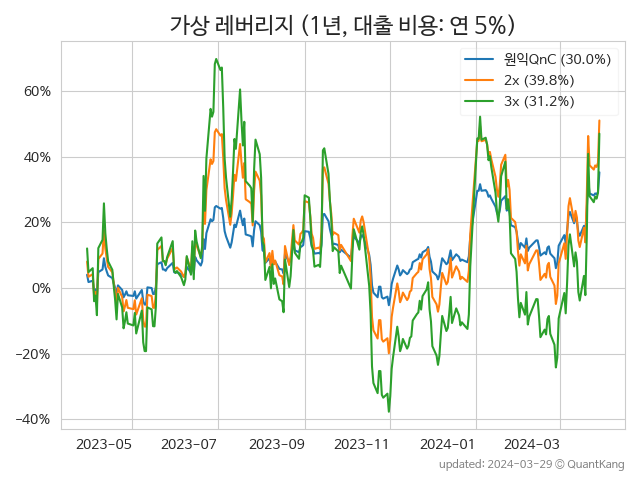 가상 레버리지 (1년, 대출 비용: 연 5%)
원익QnC (30.0%)
2x (39.8%)
3x (31.2%)
60%
40%
20%
0%
−20%
−40%
2023-05 2023-07 2023-09 2023-11 2024-01 2024-03
updated: 2024-03-29 © QuantKang